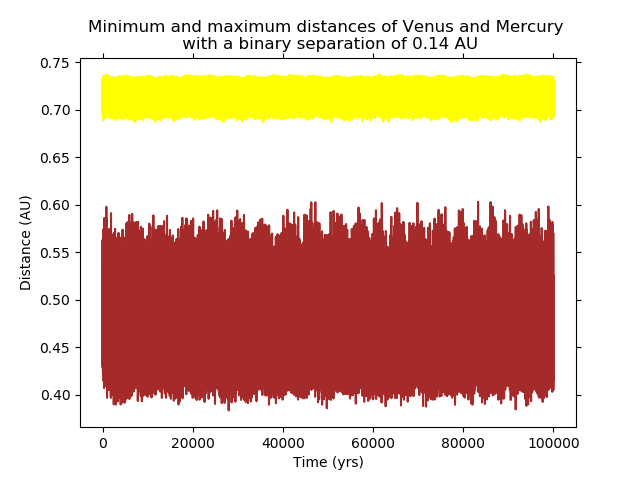 Minimum and maximum distances of Venus and Mercury
with a binary separation of 0.14 AU
0.75
0.70
0.65
0.60
0.55
0.50
0.45
0.40
Distance (AU)
0 20000 40000 60000 80000 100000
Time (yrs)